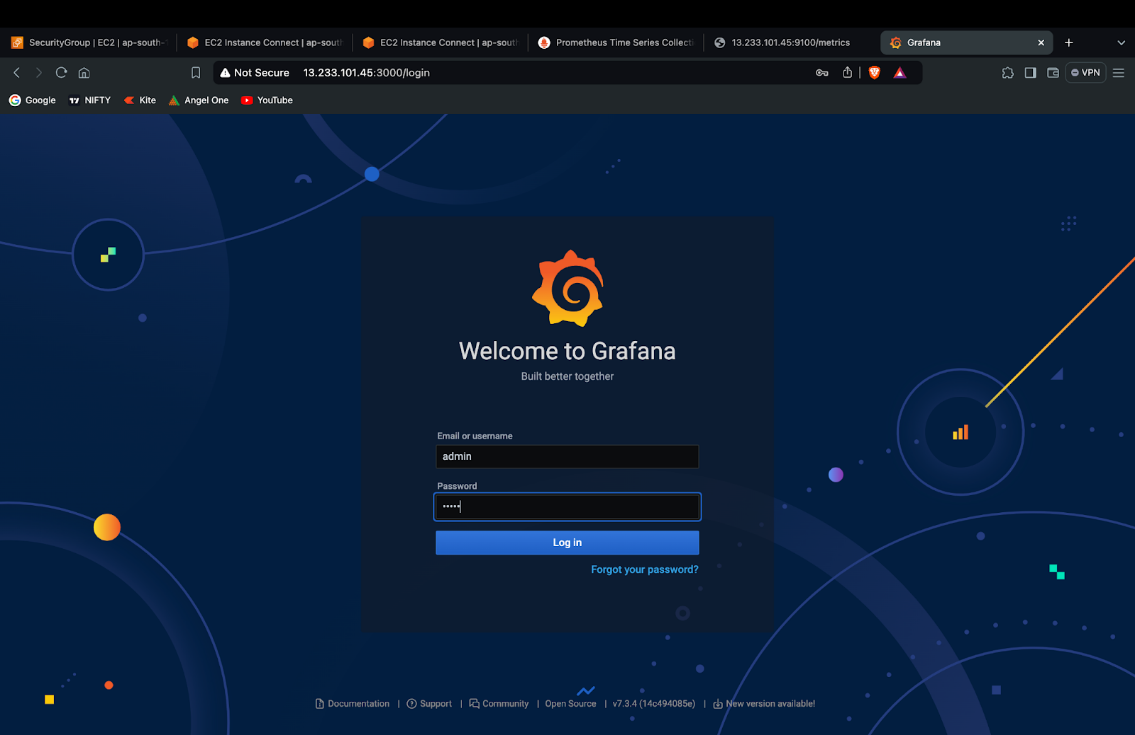 SecurityGroup | EC2 | ap-south-
EC2 Instance Connect | ap-sout
EC2 Instance Connect | ap-sout
Prometheus Time Series Collecti
13.233.101.45:9100/metrics
Grafana
Not Secure 13.233.101.45:3000/login
VPN
Google NIFTY Kite Angel One YouTube
Welcome to Grafana
Built better together
Email or username
admin
Password
•••••
Log in
Forgot your password?
Documentation | Support | Community | Open Source | v7.3.4 (14c494085e) | New version available!